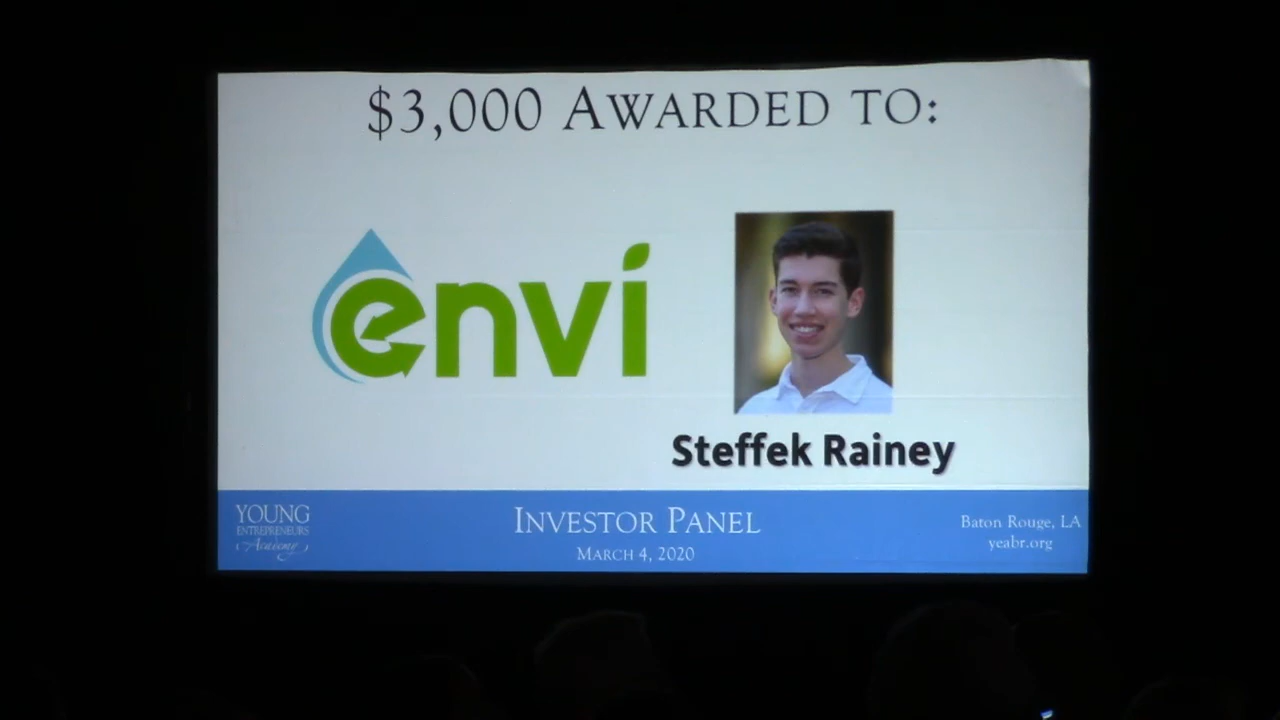 $3,000 AWARDED TO:
envi
Steffek Rainey
YOUNG
ENTREPRENEURS
Academy
INVESTOR PANEL
MARCH 4, 2020
Baton Rouge, LA
yeabr.org